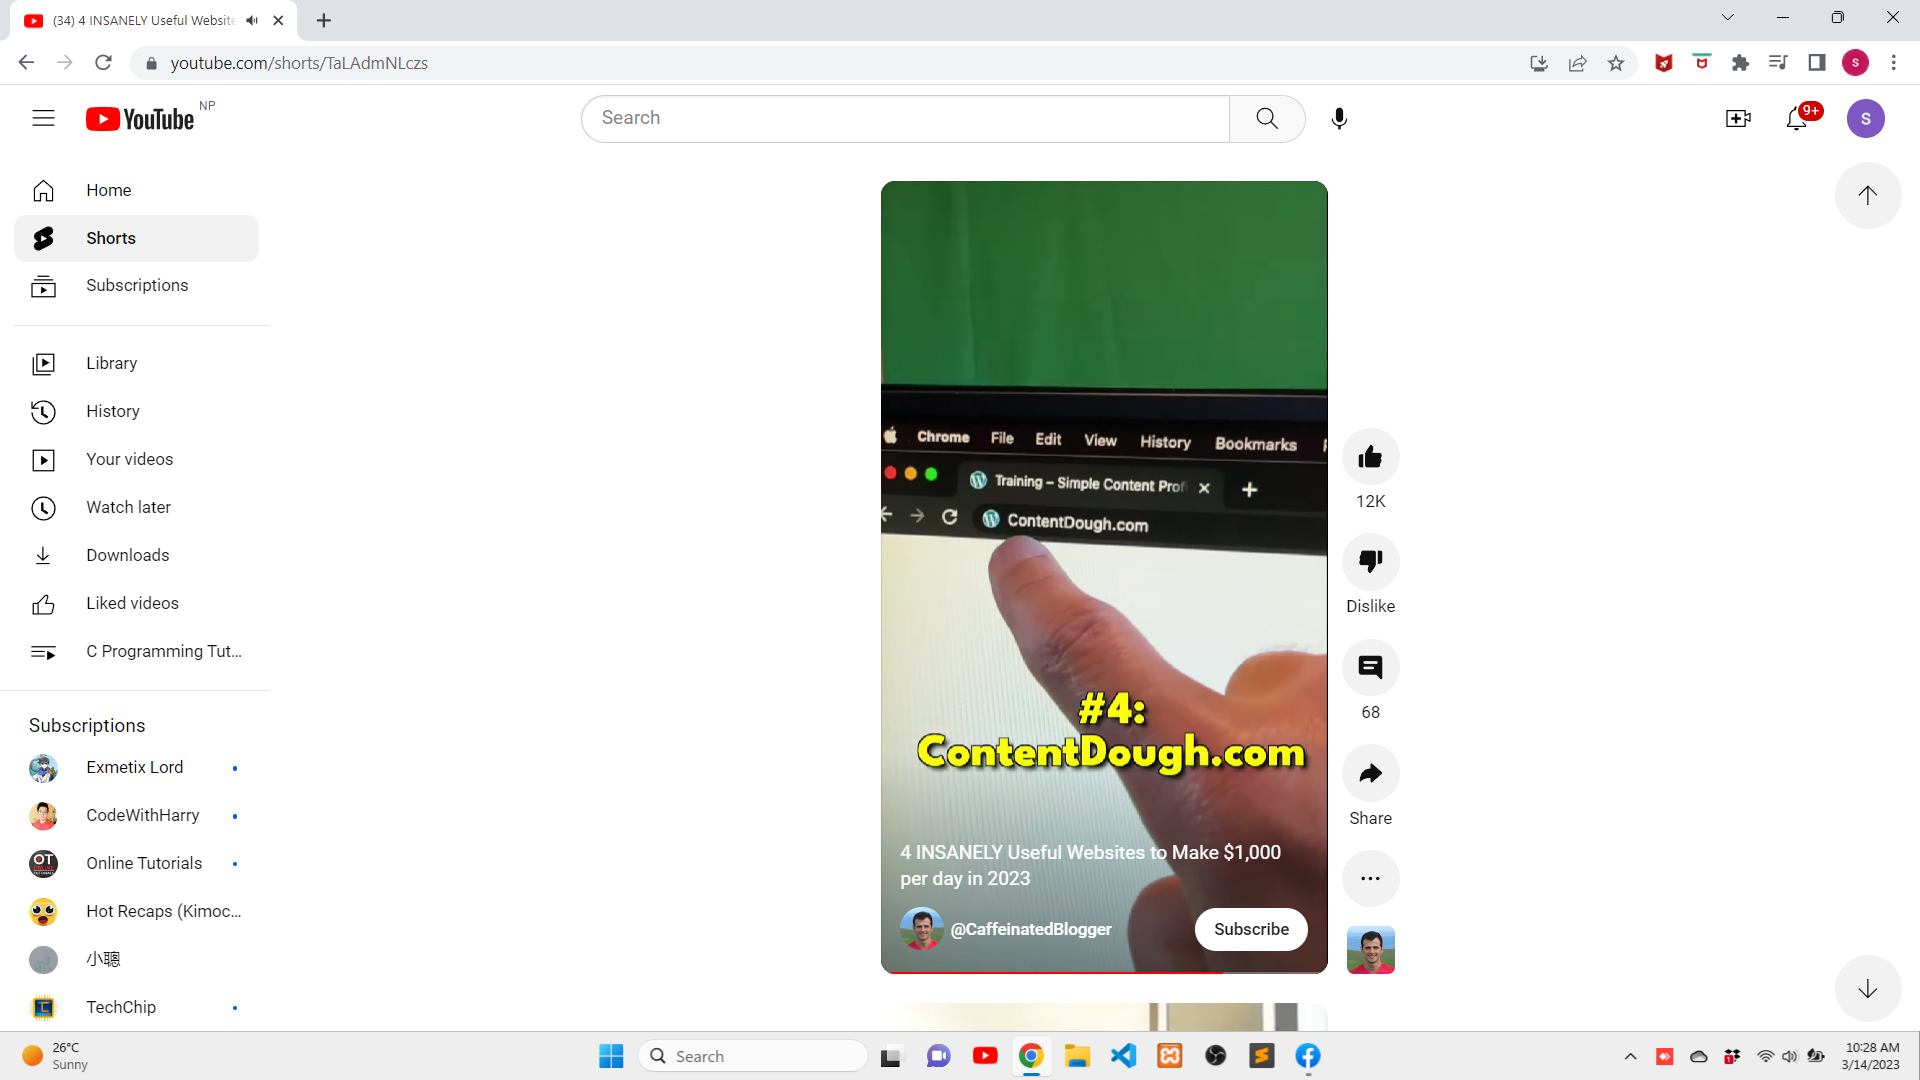 (34) 4 INSANELY Useful Website
youtube.com/shorts/TaLAdmNLczs
S
YouTube NP
Search
9+
S
Home
Shorts
Subscriptions
Library
History
Your videos
Watch later
Downloads
Liked videos
C Programming Tut...
Subscriptions
Exmetix Lord
CodeWithHarry
Online Tutorials
Hot Recaps (Kimoc...
小聰
TechChip
Chrome File Edit View History Bookmarks
Training – Simple Content Prof
ContentDough.com
#4:
ContentDough.com
4 INSANELY Useful Websites to Make $1,000
per day in 2023
@CaffeinatedBlogger
Subscribe
12K
Dislike
68
Share
26°C
Sunny
Search
10:28 AM
3/14/2023